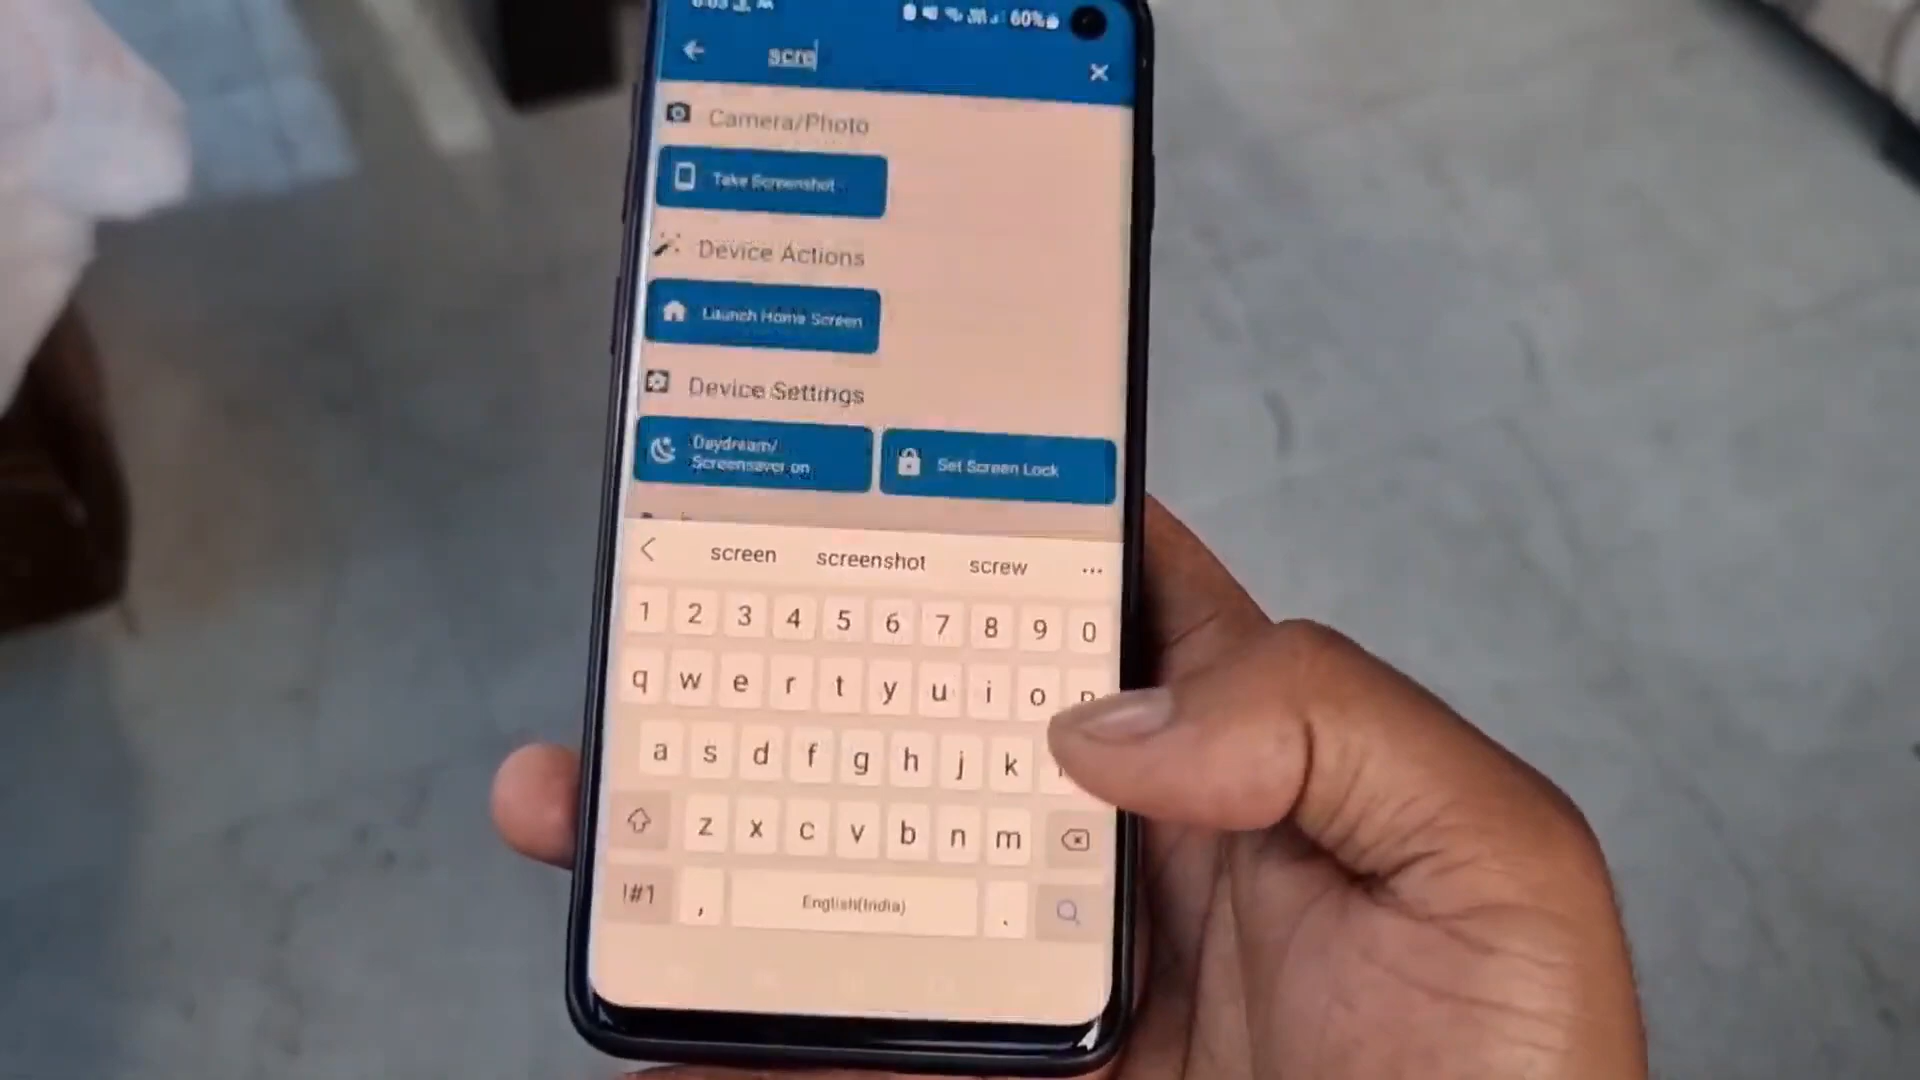 60%
scre
Camera/Photo
Take Screenshot
Device Actions
Launch Home Screen
Device Settings
Daydream/
Screensaver on
Set Screen Lock
screen screenshot screw ...
1 2 3 4 5 6 7 8 9 0
q w e r t y u i o p
a s d f g h j k
z x c v b n m
!#1 , English(India) .